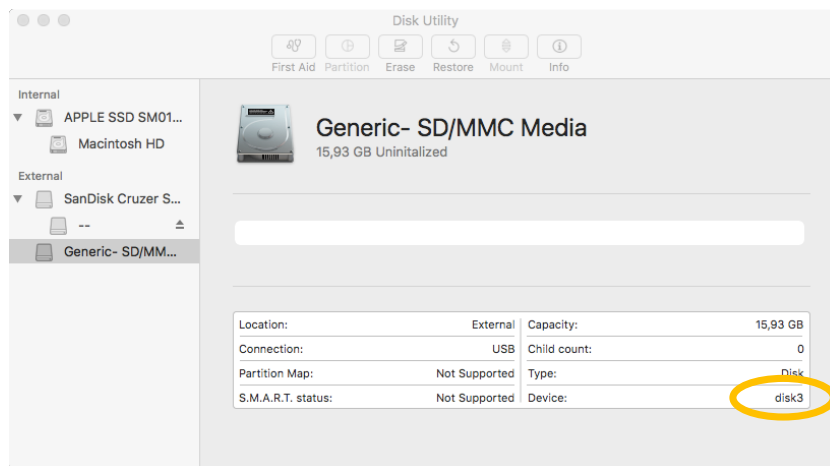 Disk Utility
First Aid Partition Erase Restore Mount Info
Internal
APPLE SSD SM01...
Macintosh HD
External
SanDisk Cruzer S...
--
Generic- SD/MM...
Generic- SD/MMC Media
15,93 GB Uninitalized
Location: External Capacity: 15,93 GB
Connection: USB Child count: 0
Partition Map: Not Supported Type: Disk
S.M.A.R.T. status: Not Supported Device: disk3